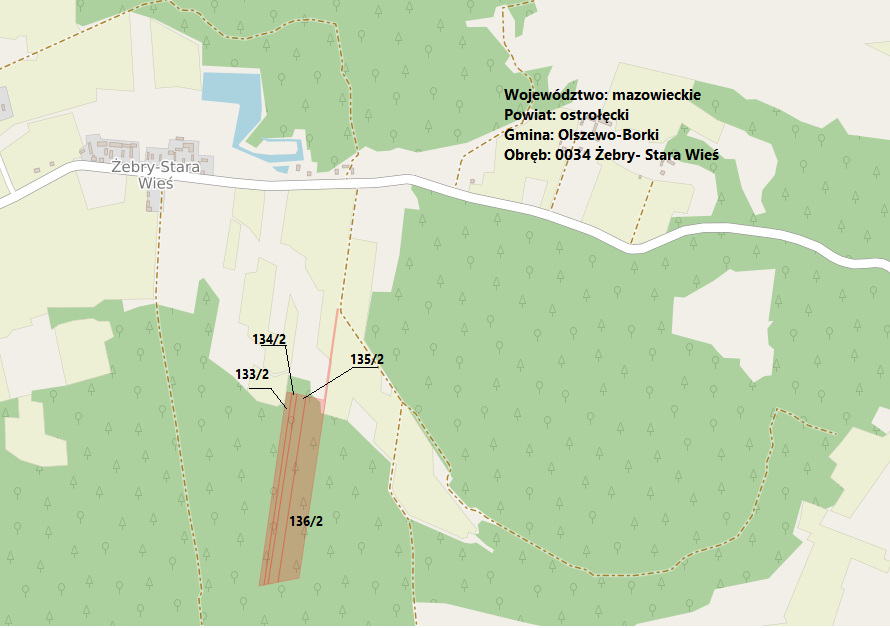 Województwo: mazowieckie
Powiat: ostrołęcki
Gmina: Olszewo-Borki
Obręb: 0034 Żebry- Stara Wieś
Żebry-Stara
Wieś
134/2
135/2
133/2
136/2